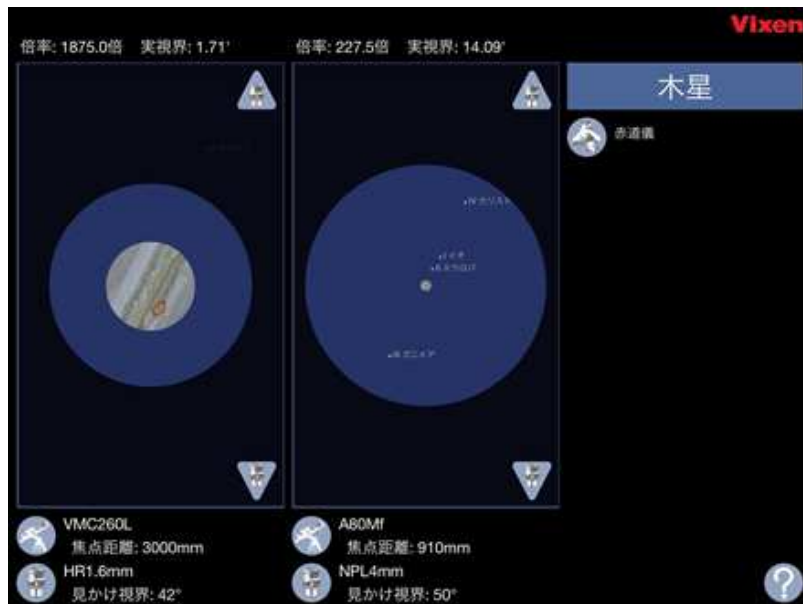 Vixen
倍率: 1875.0倍 実視界: 1.71'
倍率: 227.5倍 実視界: 14.09'
木星
赤道儀
VMC260L
焦点距離: 3000mm
HR1.6mm
見かけ視界: 42°
A80Mf
焦点距離: 910mm
NPL4mm
見かけ視界: 50°
?